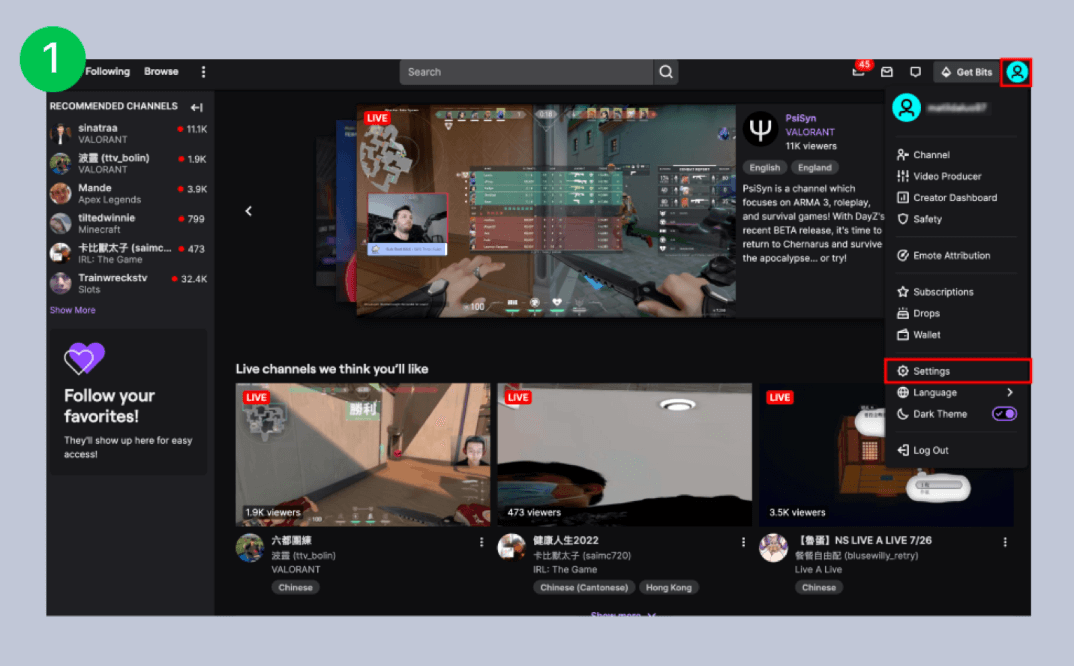 1
Following
Browse
Search
45
Get Bits
RECOMMENDED CHANNELS
sinatraa
11.1K
VALORANT
波靈 (ttv_bolin)
1.9K
VALORANT
Mande
3.9K
Apex Legends
tiltedwinnie
799
Minecraft
卡比獸太子 (saimc...
473
IRL: The Game
Trainwreckstv
32.4K
Slots
Show More
Follow your
favorites!
They'll show up here for easy
access!
LIVE
PsiSyn
VALORANT
11K viewers
English
England
PsiSyn is a channel which
focuses on ARMA 3, roleplay,
and survival games! With DayZ's
recent BETA release, it's time to
return to Chernarus and survive
the apocalypse... or try!
100
Channel
Video Producer
Creator Dashboard
Safety
Emote Attribution
Subscriptions
Drops
Wallet
Settings
Language
Dark Theme
Log Out
Live channels we think you'll like
LIVE
勝利
1.9K viewers
六都團練
波靈 (ttv_bolin)
VALORANT
Chinese
LIVE
473 viewers
健康人生2022
卡比獸太子 (saimc720)
IRL: The Game
Chinese (Cantonese)
Hong Kong
LIVE
3.5K viewers
【魯蛋】NS LIVE A LIVE 7/26
餐餐自由配 (blusewilly_retry)
Live A Live
Chinese
Show more